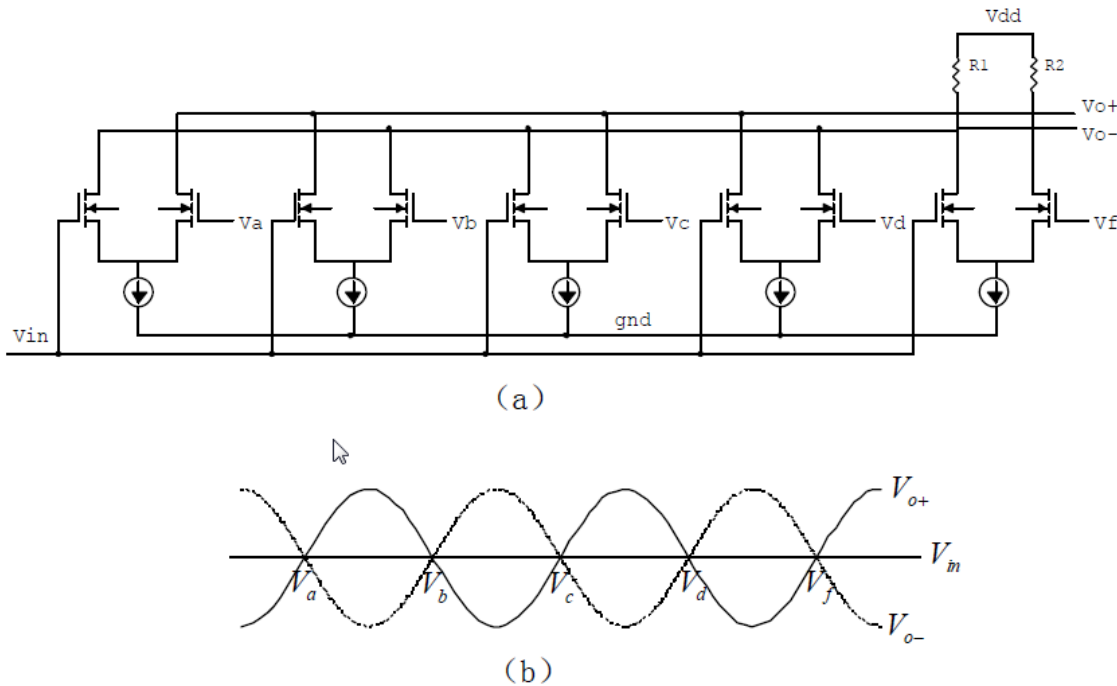 Vdd
R1 R2
Vo+
Vo-
Va Vb Vc Vd Vf
gnd
Vin
(a)
Vo+
Vin
Va Vb Vc Vd Vf
Vo-
(b)